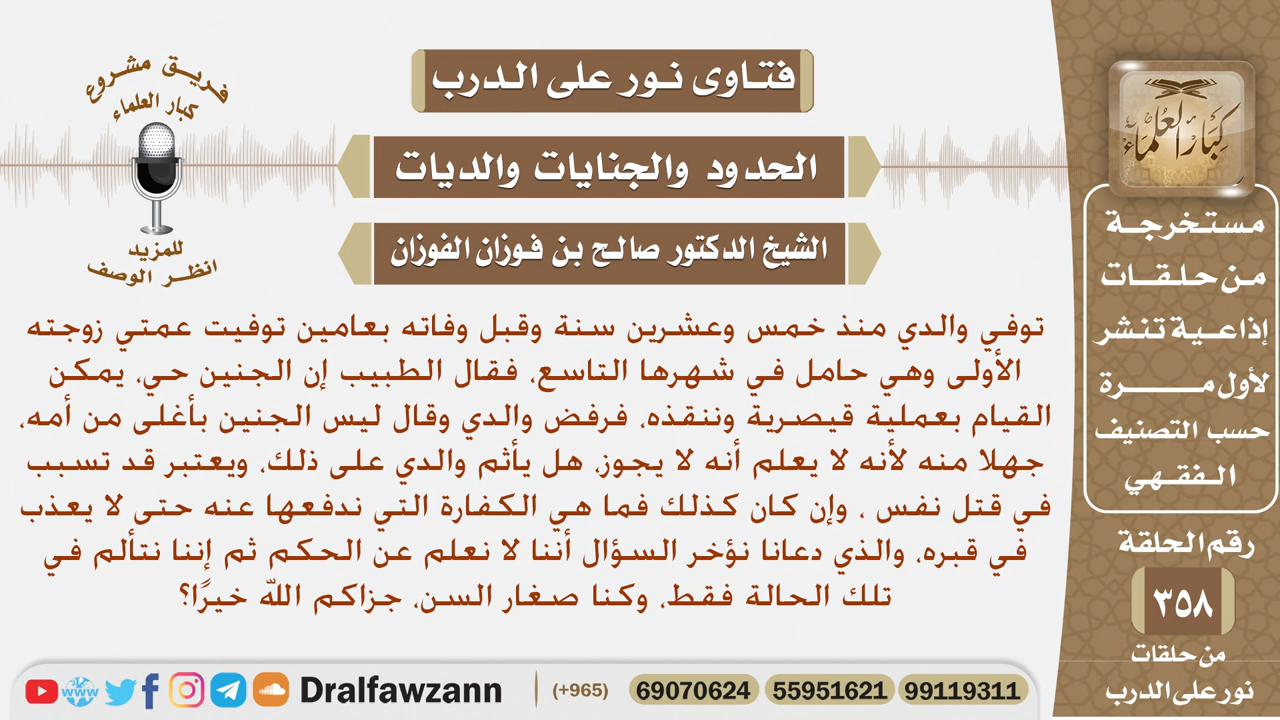 فريق مشروع
كبار العلماء
للمزيد
انظر الوصف
فتاوى نور على الدرب
الحدود والجنايات والديات
الشيخ الدكتور صالح بن فوزان الفوزان
توفي والدي منذ خمس وعشرين سنة وقبل وفاته بعامين توفيت عمتي زوجته
الأولى وهي حامل في شهرها التاسع، فقال الطبيب إن الجنين حي، يمكن
القيام بعملية قيصرية وننقذه، فرفض والدي وقال ليس الجنين بأغلى من أمه،
جهلا منه لأنه لا يعلم أنه لا يجوز، هل يأثم والدي على ذلك، ويعتبر قد تسبب
في قتل نفس ، وإن كان كذلك فما هي الكفارة التي ندفعها عنه حتى لا يعذب
في قبره، والذي دعانا نؤخر السؤال أننا لا نعلم عن الحكم ثم إننا نتألم في
تلك الحالة فقط، وكنا صغار السن، جزاكم الله خيرًا؟
كبار العلماء
مستخرجة
من حلقات
إذاعية تنشر
لأول مرة
حسب التصنيف
الفقهي
رقم الحلقة
٣٥٨
من حلقات
نور على الدرب
www Dralfawzann (+965) 69070624 55951621 99119311